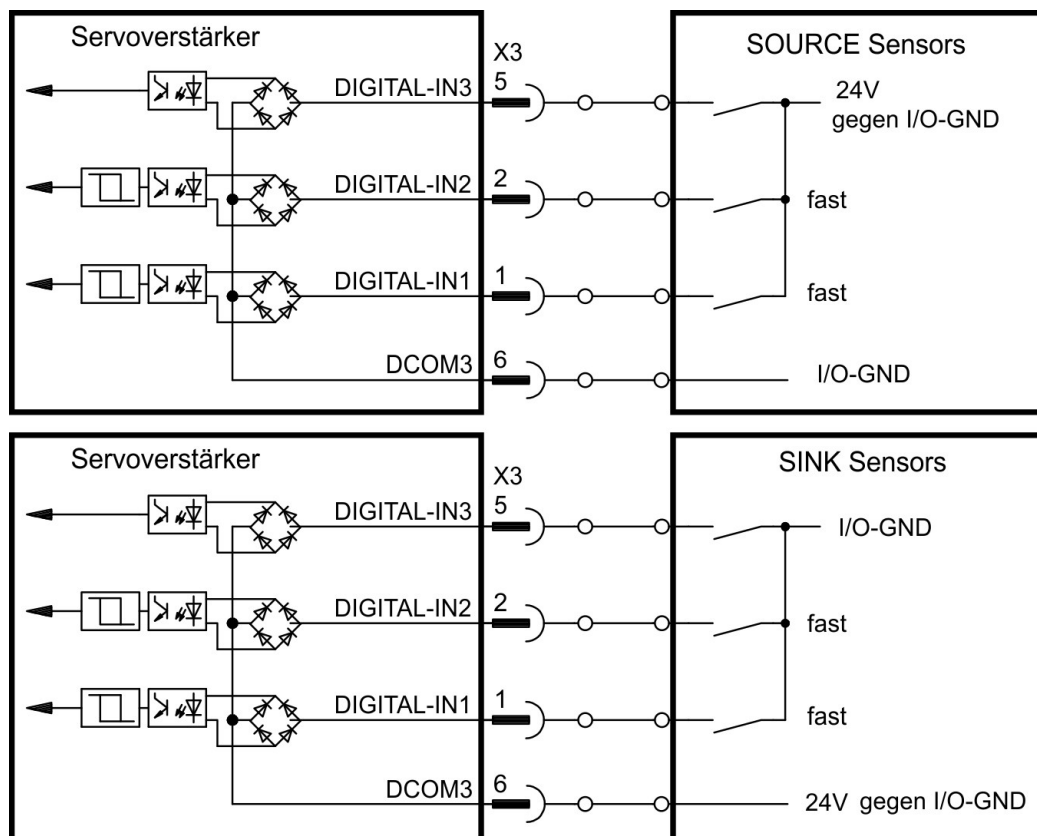 Servoverstärker
SOURCE Sensors
X3
DIGITAL-IN3
5
24V
gegen I/O-GND
DIGITAL-IN2
2
fast
DIGITAL-IN1
1
fast
DCOM3
6
I/O-GND
Servoverstärker
SINK Sensors
X3
DIGITAL-IN3
5
I/O-GND
DIGITAL-IN2
2
fast
DIGITAL-IN1
1
fast
DCOM3
6
24V gegen I/O-GND